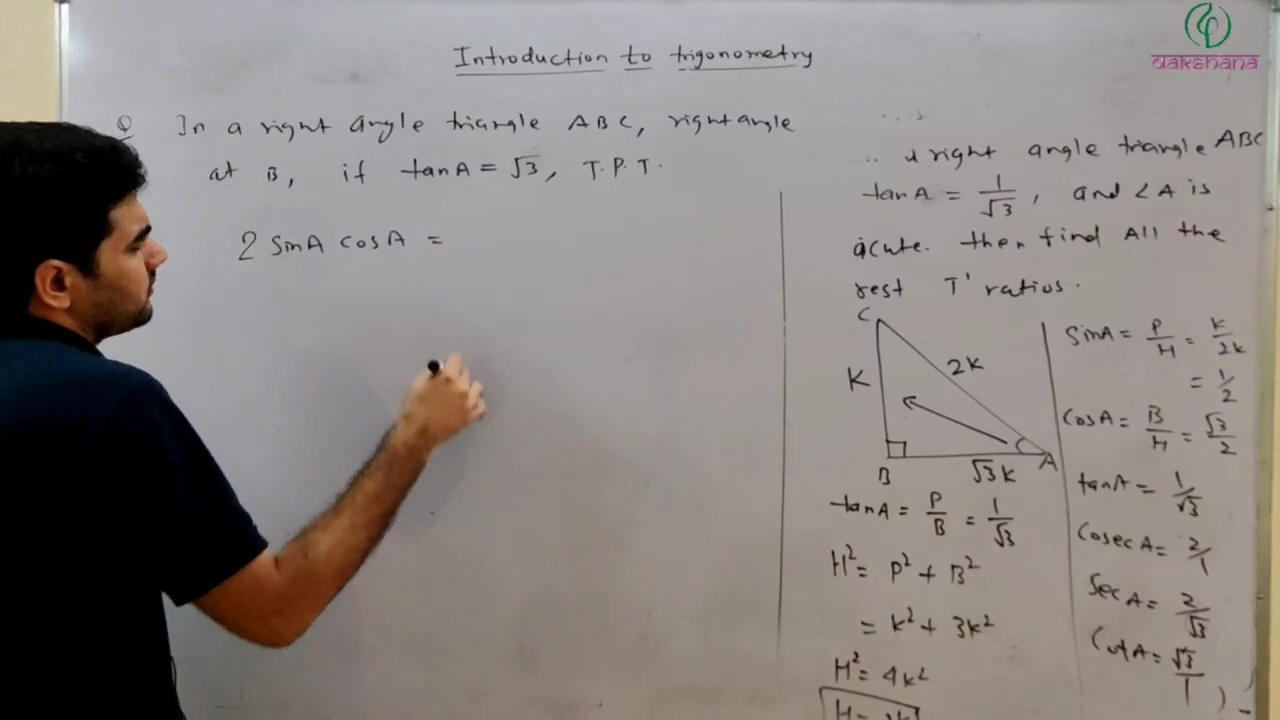 dakshana
Introduction to trigonometry
Q In a right angle triangle ABC, right angle
at B, if tanA = √3, T.P.T.
2 SinA CosA =
right angle triangle ABC
tanA = 1/√3, and ∠A is
acute. then find All the
rest T' ratios.
C
K
2K
B
√3K
A
tanA = P/B = 1/√3
H² = P² + B²
= K² + 3K²
H² = 4K²
SinA = P/H = K/2K
= 1/2
CosA = B/H = √3/2
tanA = 1/√3
CosecA = 2/1
SecA = 2/√3
CotA = √3/1